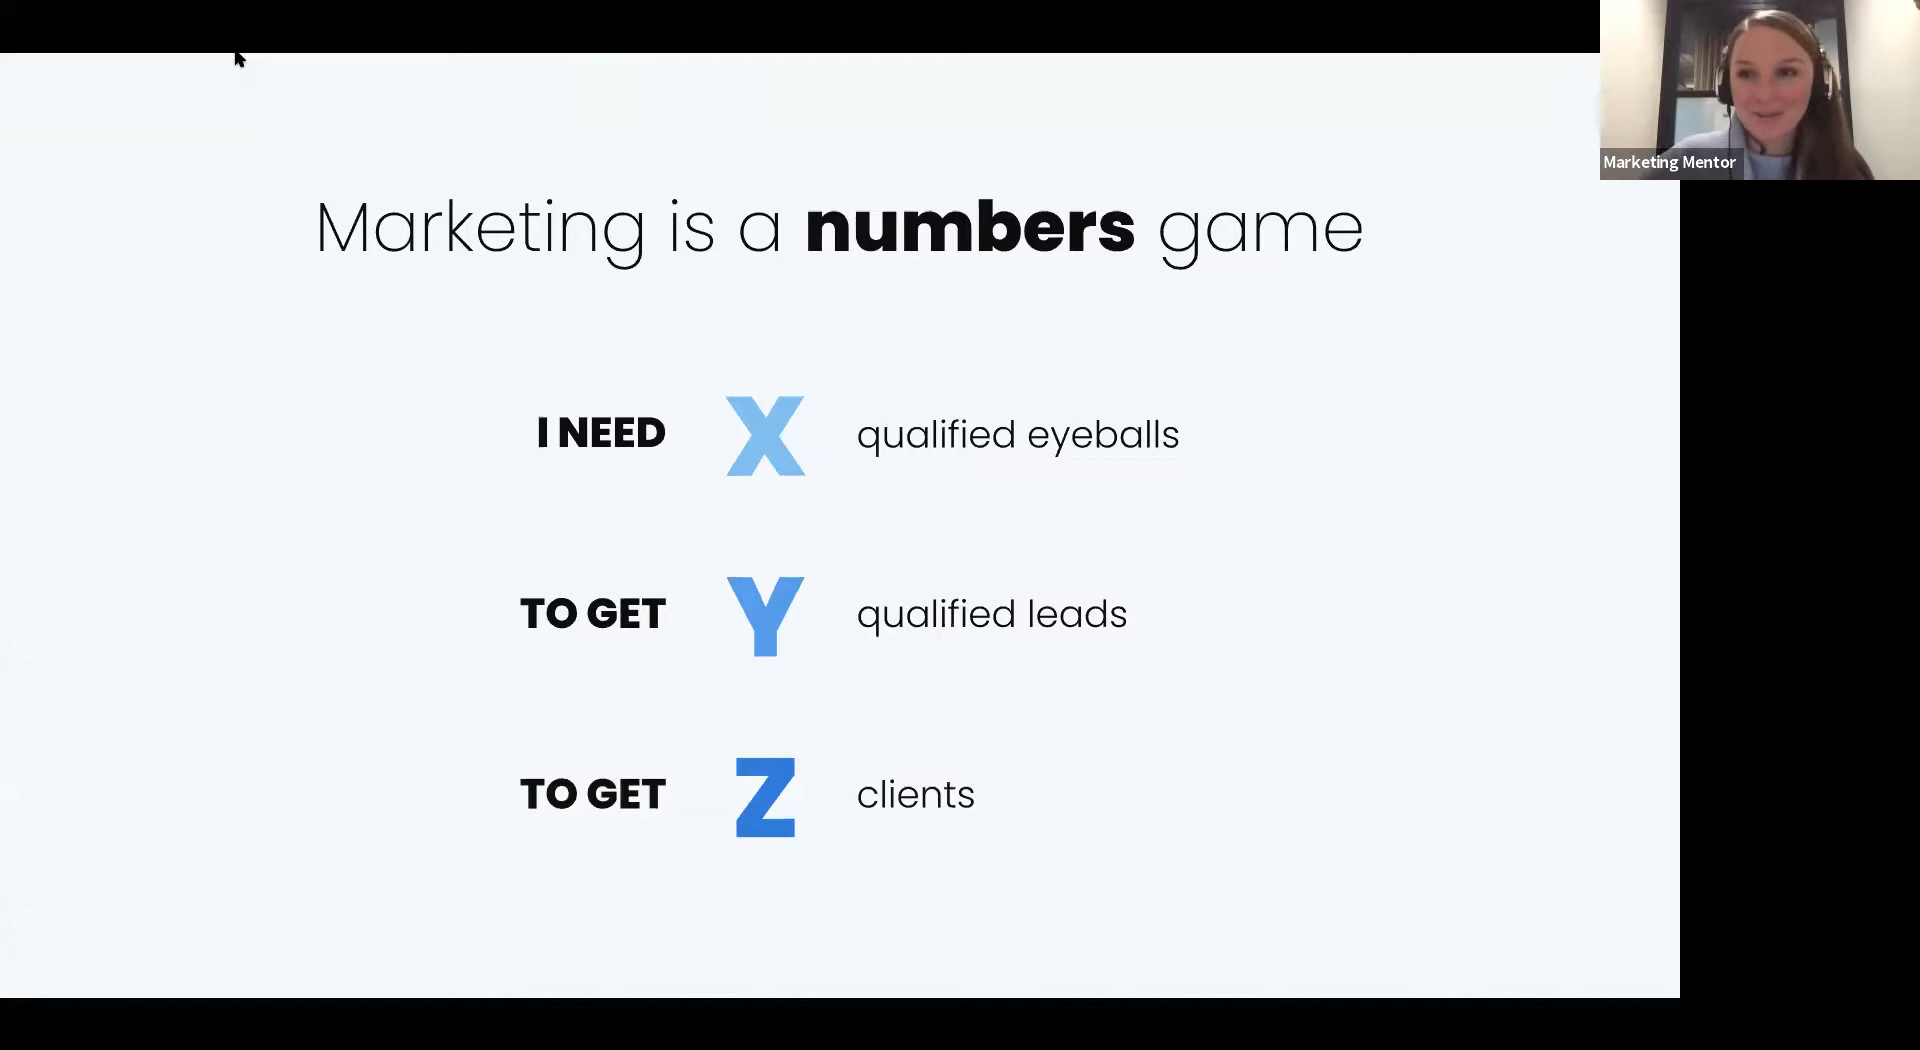 Marketing is a numbers game
I NEED X qualified eyeballs
TO GET Y qualified leads
TO GET Z clients
Marketing Mentor